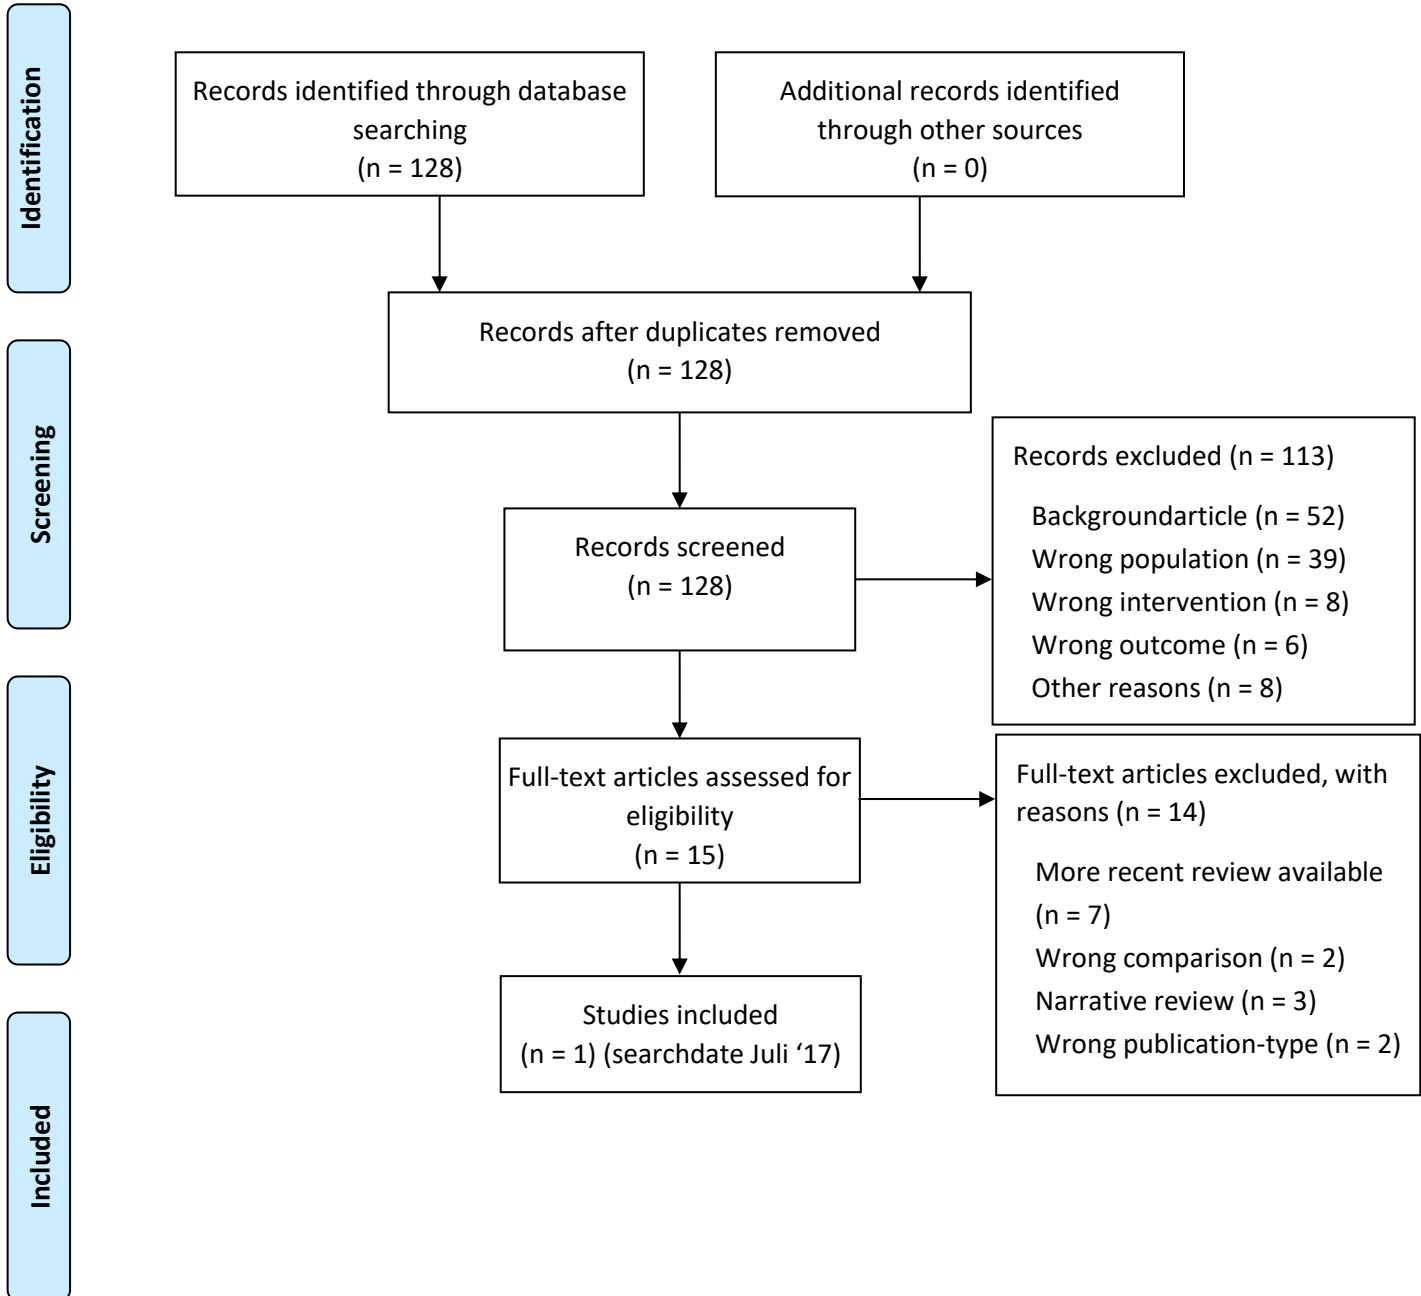 Identification
Records identified through database
searching
(n = 128)
Additional records identified
through other sources
(n = 0)
Records after duplicates removed
(n = 128)
Screening
Records screened
(n = 128)
Records excluded (n = 113)
Backgroundarticle (n = 52)
Wrong population (n = 39)
Wrong intervention (n = 8)
Wrong outcome (n = 6)
Other reasons (n = 8)
Eligibility
Full-text articles assessed for
eligibility
(n = 15)
Full-text articles excluded, with
reasons (n = 14)
More recent review available
(n = 7)
Wrong comparison (n = 2)
Narrative review (n = 3)
Wrong publication-type (n = 2)
Included
Studies included
(n = 1) (searchdate Juli ‘17)